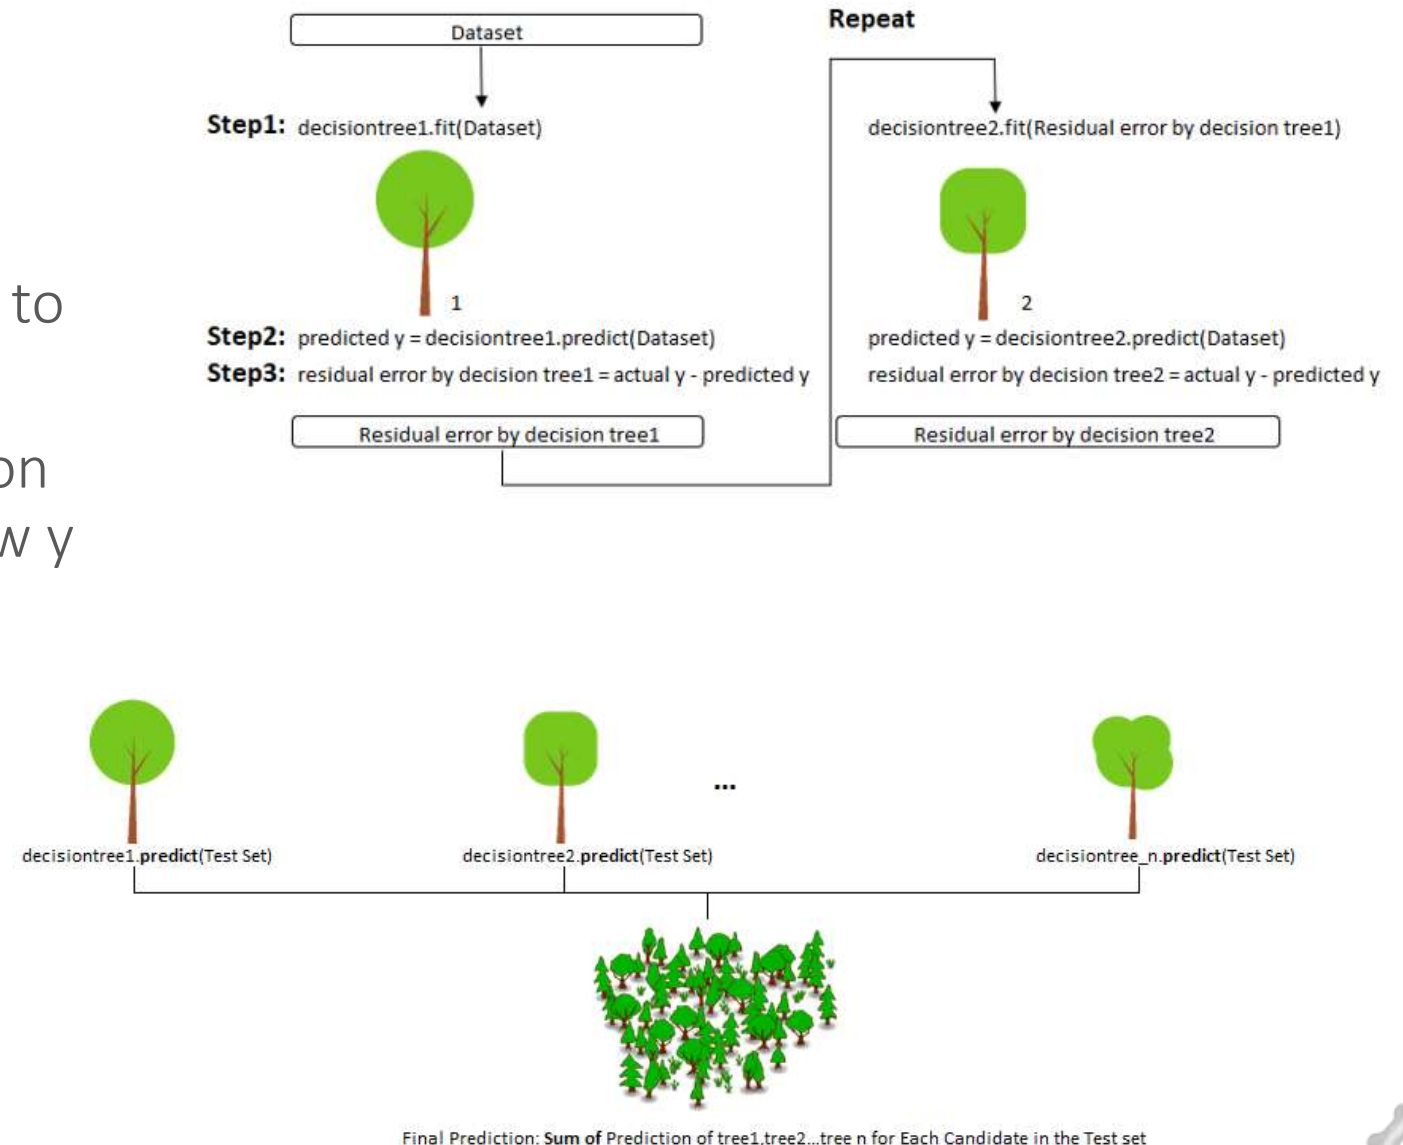 Dataset
Repeat
Step1: decisiontree1.fit(Dataset)
decisiontree2.fit(Residual error by decision tree1)
to
1
2
Step2: predicted y = decisiontree1.predict(Dataset)
predicted y = decisiontree2.predict(Dataset)
Step3: residual error by decision tree1 = actual y - predicted y
residual error by decision tree2 = actual y - predicted y
Residual error by decision tree1
Residual error by decision tree2
on
w y
...
decisiontree1.predict(Test Set)
decisiontree2.predict(Test Set)
decisiontree_n.predict(Test Set)
Final Prediction: Sum of Prediction of tree1.tree2...tree n for Each Candidate in the Test set